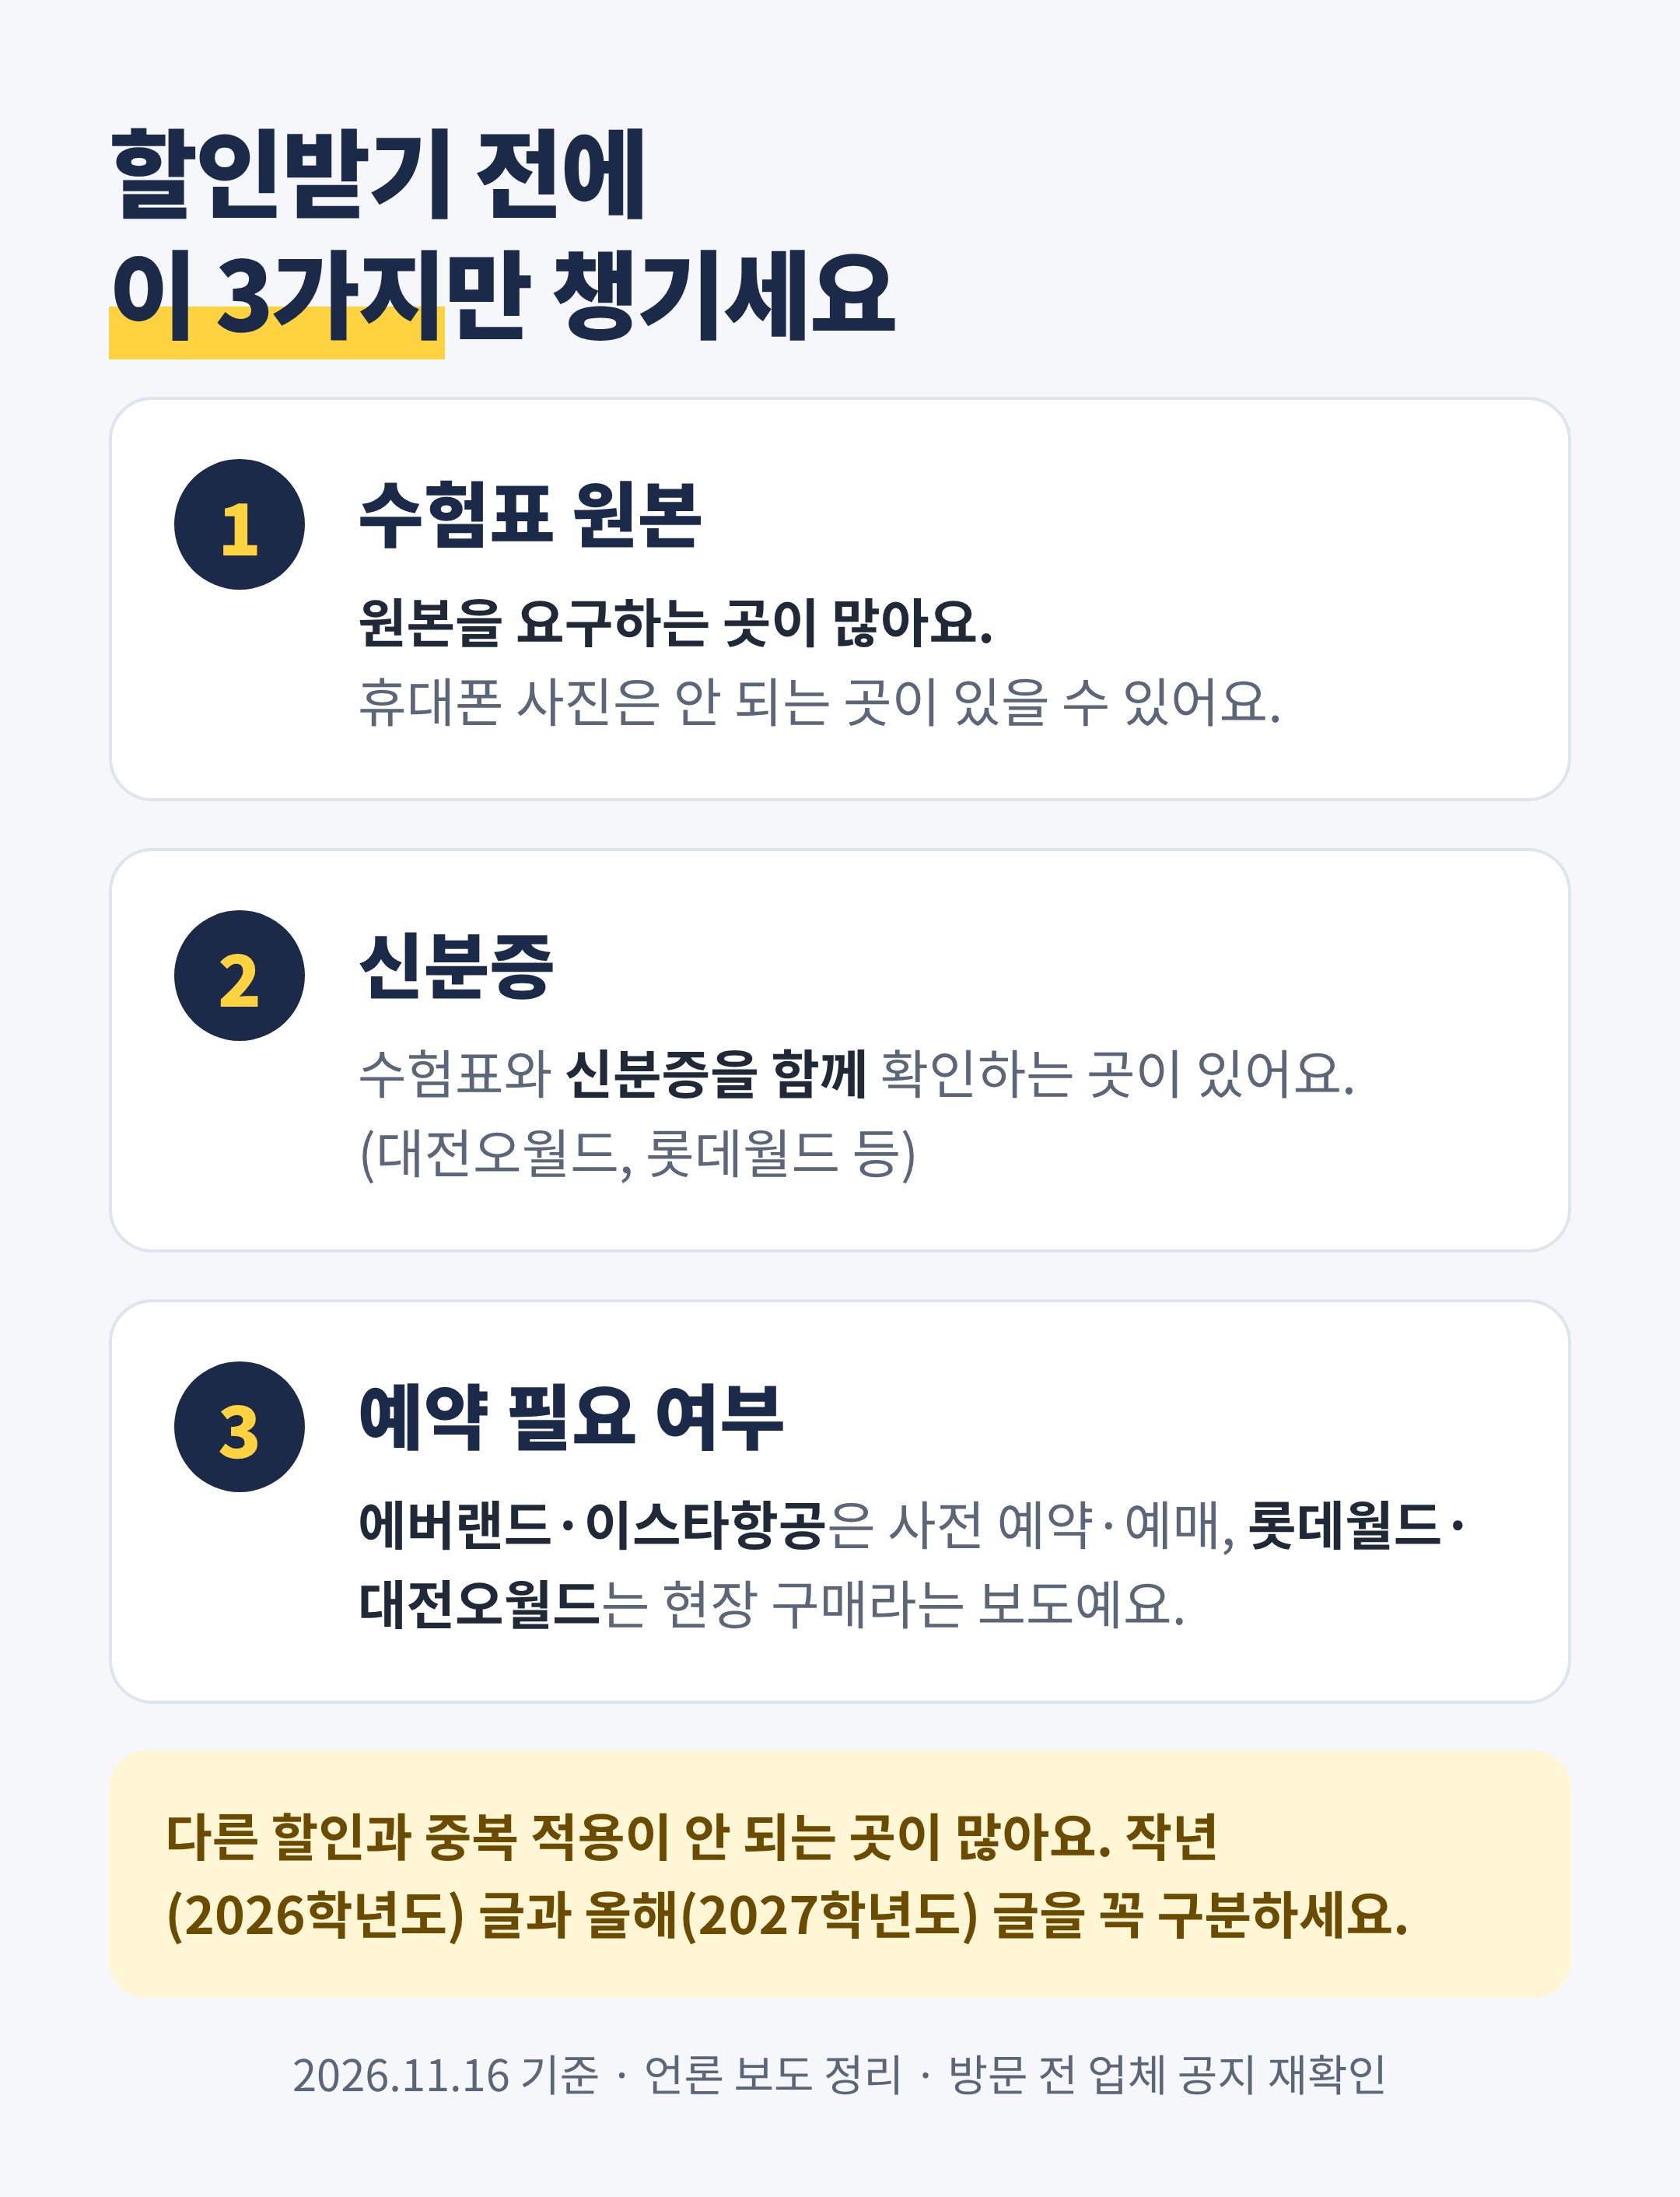 할인받기 전에
이 3가지만 챙기세요
1
수험표 원본
원본을 요구하는 곳이 많아요.
휴대폰 사진은 안 되는 곳이 있을 수 있어요.
2
신분증
수험표와 신분증을 함께 확인하는 곳이 있어요.
(대전오월드, 롯데월드 등)
3
예약 필요 여부
에버랜드·이스타항공은 사전 예약·예매, 롯데월드·
대전오월드는 현장 구매라는 보도예요.
다른 할인과 중복 적용이 안 되는 곳이 많아요. 작년
(2026학년도) 글과 올해(2027학년도) 글을 꼭 구분하세요.
2026.11.16 기준 · 언론 보도 정리 · 방문 전 업체 공지 재확인